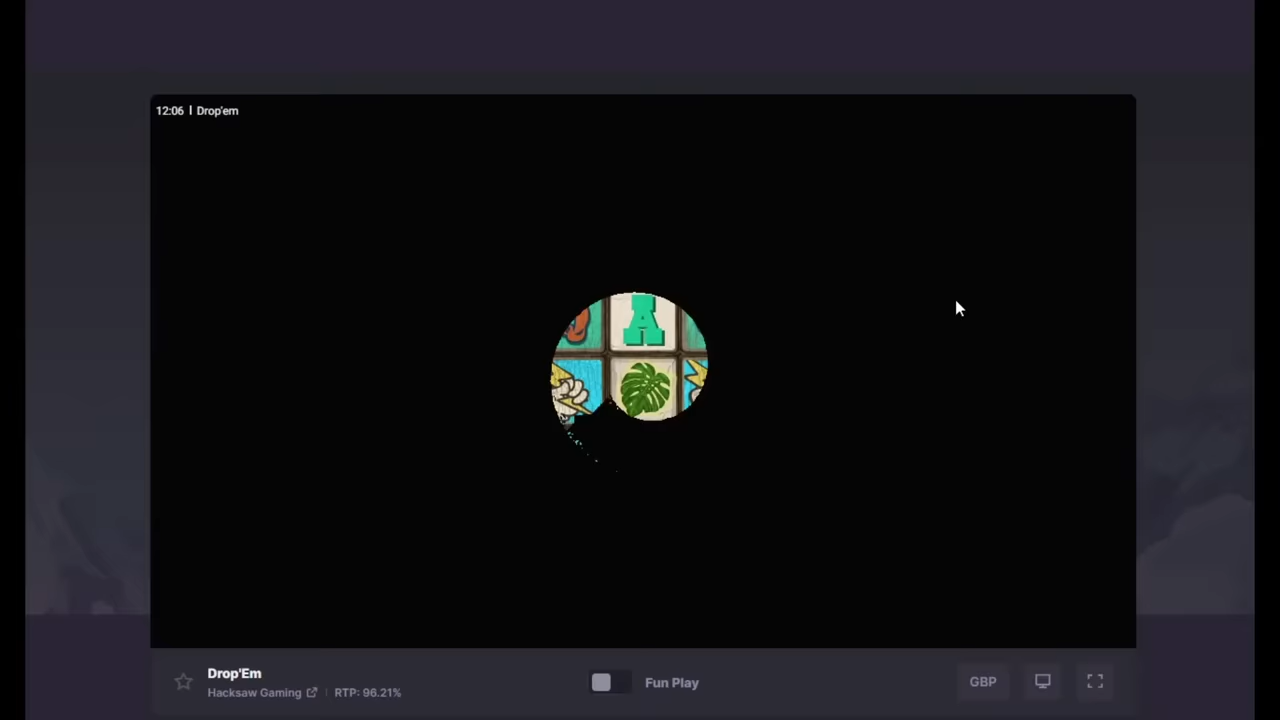 12:06 | Drop'em
A
Drop'Em
Hacksaw Gaming | RTP: 96.21%
Fun Play
GBP